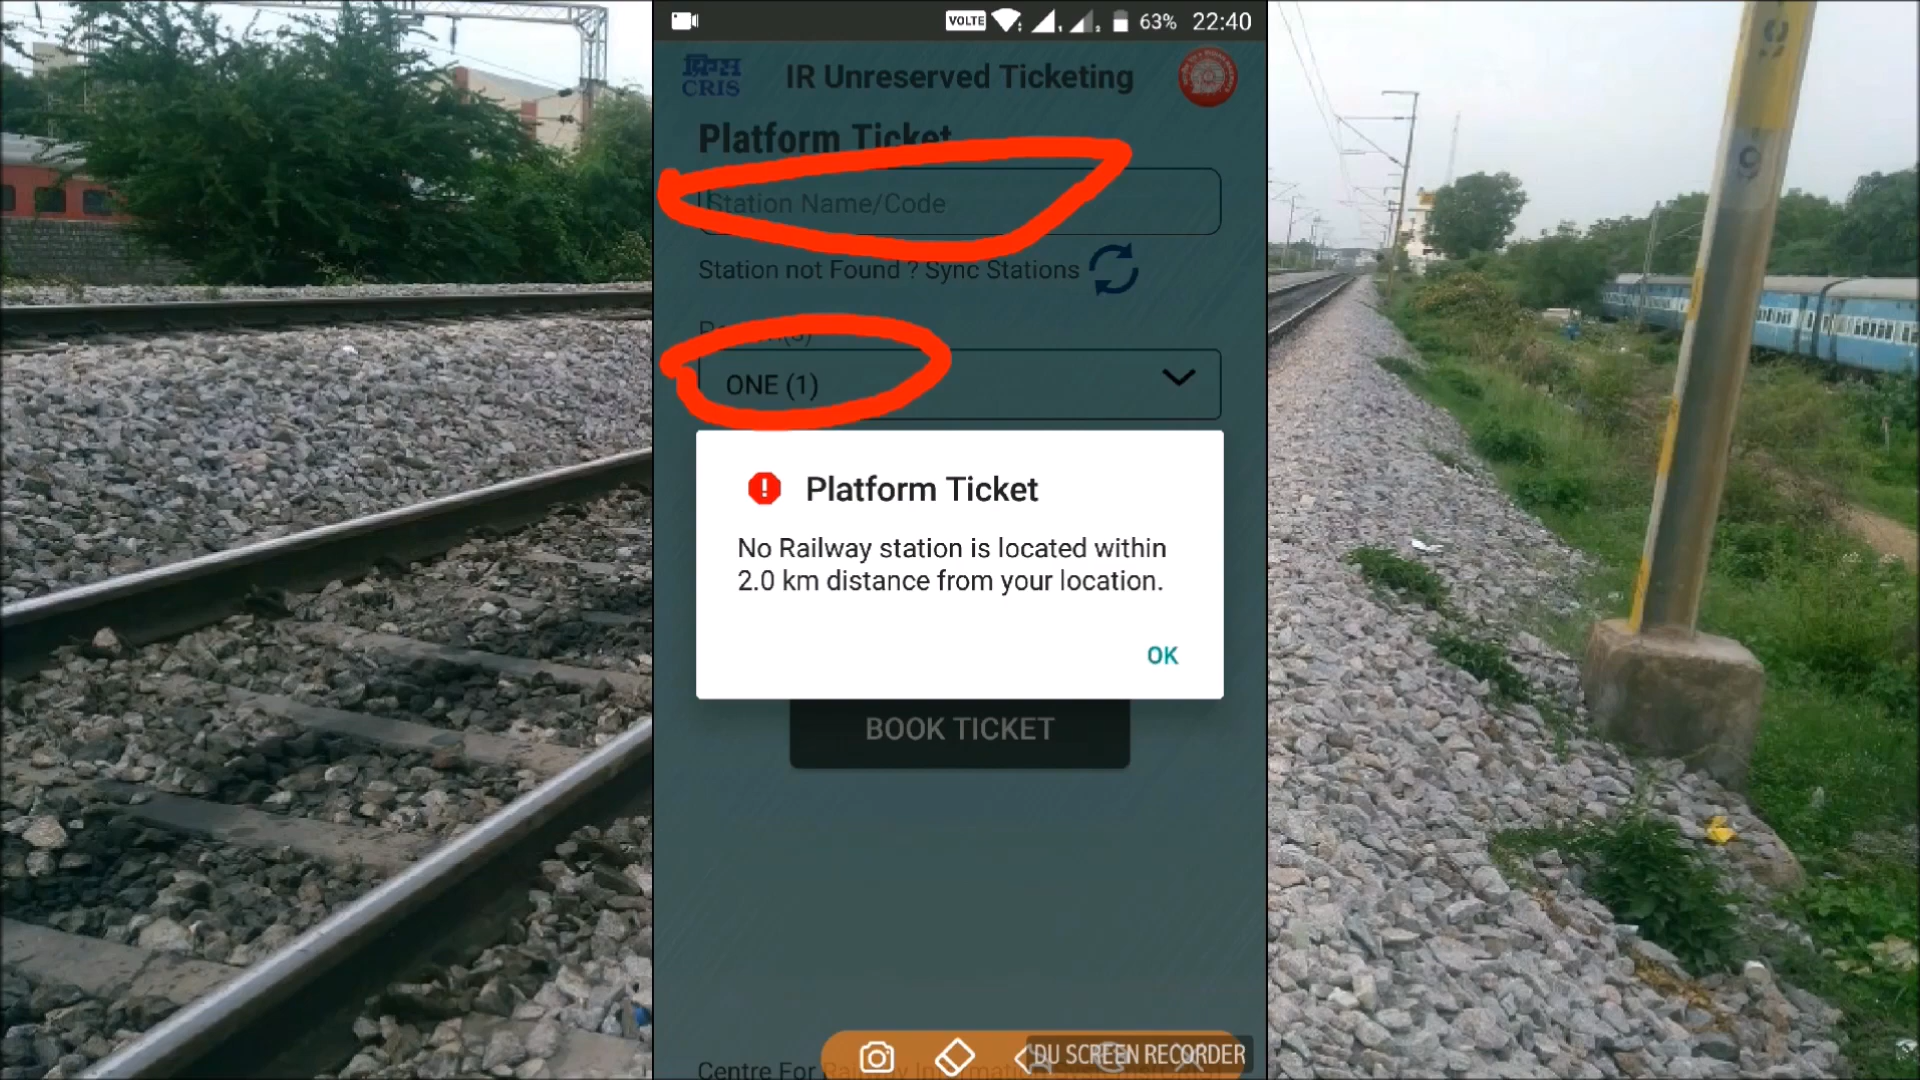 VOLTE 63% 22:40
क्रिस
CRIS
IR Unreserved Ticketing
Platform Ticket
Station Name/Code
Station not Found ? Sync Stations
ONE (1)
Platform Ticket
No Railway station is located within
2.0 km distance from your location.
OK
BOOK TICKET
DU SCREEN RECORDER
Centre For Railway